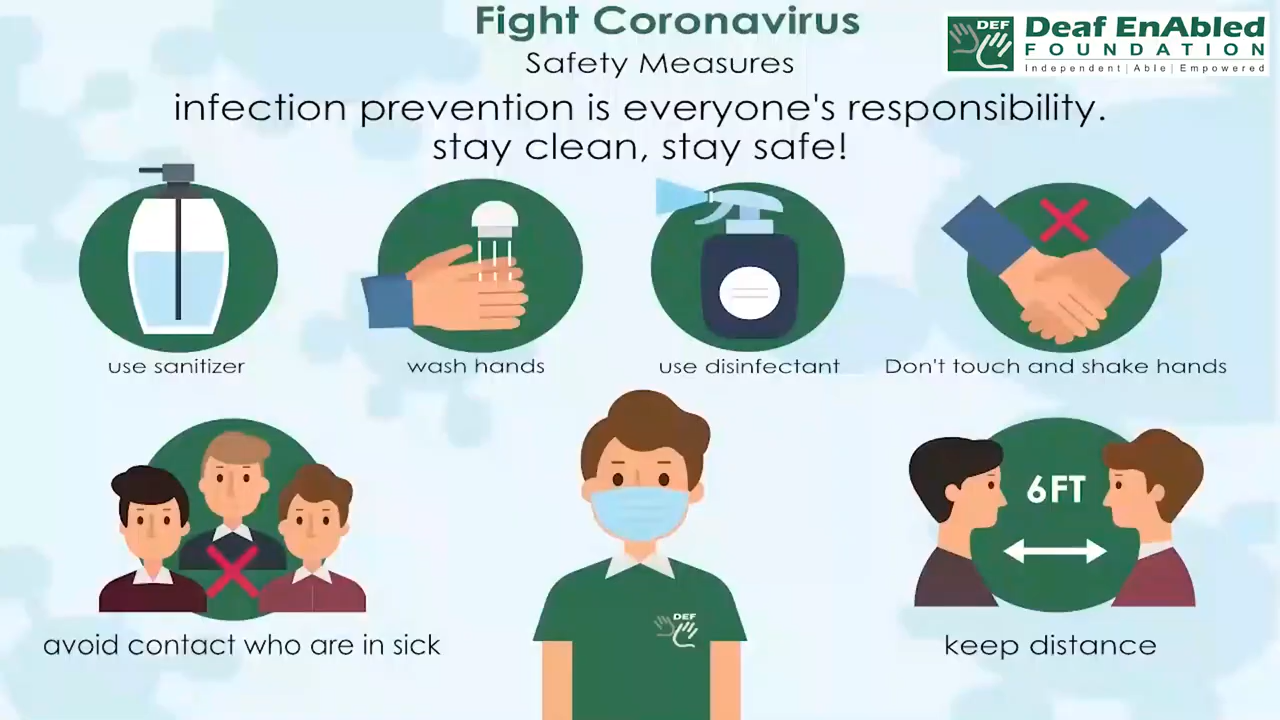 Fight Coronavirus
Safety Measures
DEF
Deaf EnAbled
FOUNDATION
Independent | Able | Empowered
infection prevention is everyone's responsibility.
stay clean, stay safe!
use sanitizer
wash hands
use disinfectant
Don't touch and shake hands
6FT
DEF
avoid contact who are in sick
keep distance